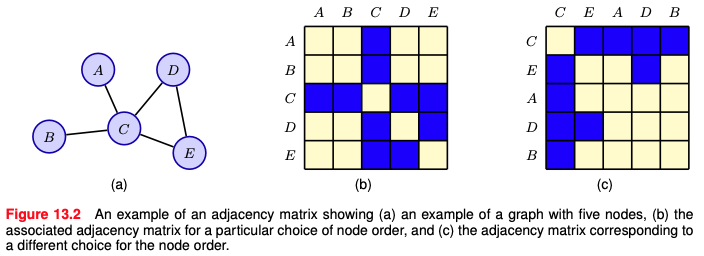 A B C D E
C E A D B
A
B
C
D
E
C
E
A
D
B
A
D
B
C
E
(a)
(b)
(c)
Figure 13.2 An example of an adjacency matrix showing (a) an example of a graph with five nodes, (b) the
associated adjacency matrix for a particular choice of node order, and (c) the adjacency matrix corresponding to
a different choice for the node order.